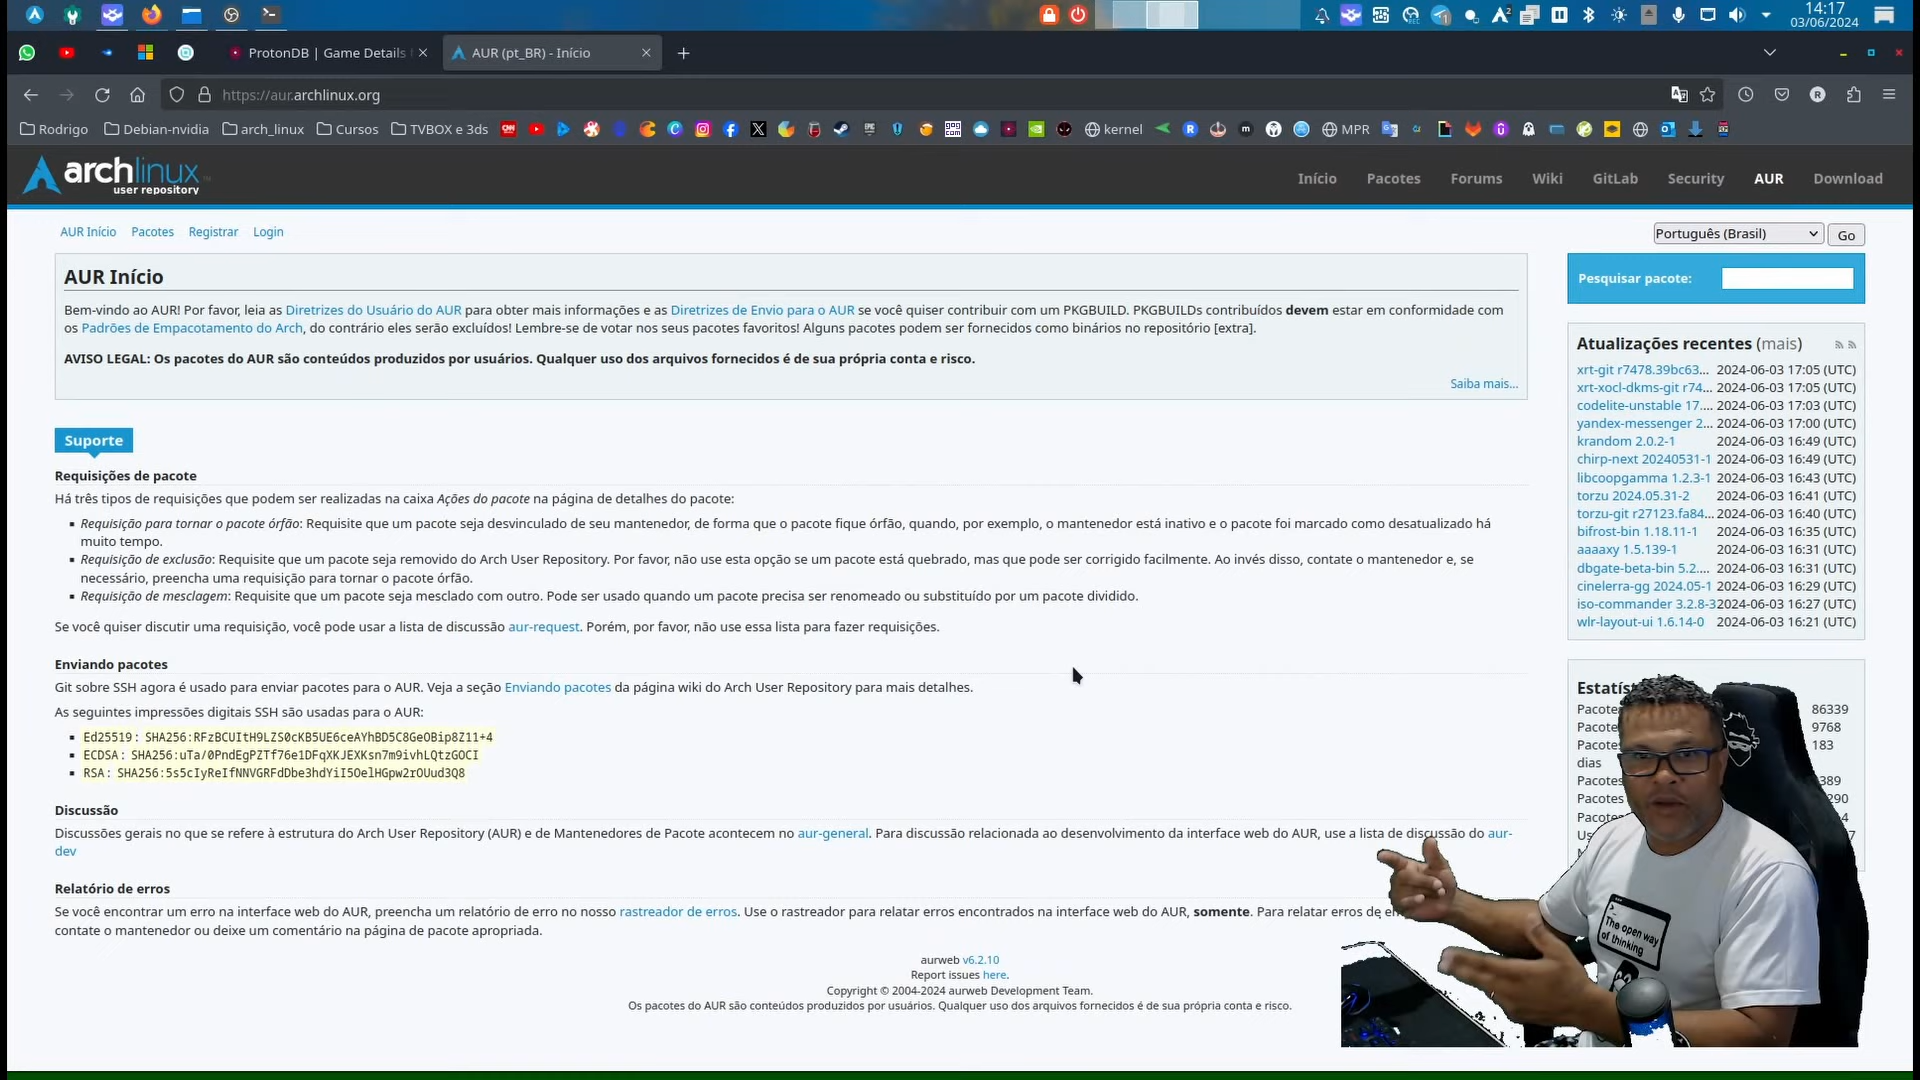 14:17
03/06/2024
ProtonDB | Game Details
AUR (pt_BR) - Início
https://aur.archlinux.org
Rodrigo
Debian-nvidia
arch_linux
Cursos
TVBOX e 3ds
kernel
MPR
archlinux
user repository
Início
Pacotes
Forums
Wiki
GitLab
Security
AUR
Download
AUR Início
Pacotes
Registrar
Login
Português (Brasil)
Go
AUR Início
Bem-vindo ao AUR! Por favor, leia as Diretrizes do Usuário do AUR para obter mais informações e as Diretrizes de Envio para o AUR se você quiser contribuir com um PKGBUILD. PKGBUILDs contribuídos devem estar em conformidade com
os Padrões de Empacotamento do Arch, do contrário eles serão excluídos! Lembre-se de votar nos seus pacotes favoritos! Alguns pacotes podem ser fornecidos como binários no repositório [extra].
AVISO LEGAL: Os pacotes do AUR são conteúdos produzidos por usuários. Qualquer uso dos arquivos fornecidos é de sua própria conta e risco.
Saiba mais...
Suporte
Requisições de pacote
Há três tipos de requisições que podem ser realizadas na caixa Ações do pacote na página de detalhes do pacote:
Requisição para tornar o pacote órfão: Requisite que um pacote seja desvinculado de seu mantenedor, de forma que o pacote fique órfão, quando, por exemplo, o mantenedor está inativo e o pacote foi marcado como desatualizado há
muito tempo.
Requisição de exclusão: Requisite que um pacote seja removido do Arch User Repository. Por favor, não use esta opção se um pacote está quebrado, mas que pode ser corrigido facilmente. Ao invés disso, contate o mantenedor e, se
necessário, preencha uma requisição para tornar o pacote órfão.
Requisição de mesclagem: Requisite que um pacote seja mesclado com outro. Pode ser usado quando um pacote precisa ser renomeado ou substituído por um pacote dividido.
Se você quiser discutir uma requisição, você pode usar a lista de discussão aur-request. Porém, por favor, não use essa lista para fazer requisições.
Enviando pacotes
Git sobre SSH agora é usado para enviar pacotes para o AUR. Veja a seção Enviando pacotes da página wiki do Arch User Repository para mais detalhes.
As seguintes impressões digitais SSH são usadas para o AUR:
Ed25519: SHA256:RFzBCUItH9LZS0cKB5UE6ceAYhBD5C8GeOBip8Z11+4
ECDSA: SHA256:uTa/0PndEgPZTf76e1DFqXKJEXKsn7m9ivhLQtzGOCI
RSA: SHA256:5s5cIyReIfNNVGRFdDbe3hdYiI5OelHGpw2rOUud3Q8
Discussão
Discussões gerais no que se refere à estrutura do Arch User Repository (AUR) e de Mantenedores de Pacote acontecem no aur-general. Para discussão relacionada ao desenvolvimento da interface web do AUR, use a lista de discussão do aur-
dev
Relatório de erros
Se você encontrar um erro na interface web do AUR, preencha um relatório de erro no nosso rastreador de erros. Use o rastreador para relatar erros encontrados na interface web do AUR, somente. Para relatar erros de
contate o mantenedor ou deixe um comentário na página de pacote apropriada.
aurweb v6.2.10
Report issues here.
Copyright © 2004-2024 aurweb Development Team.
Os pacotes do AUR são conteúdos produzidos por usuários. Qualquer uso dos arquivos fornecidos é de sua própria conta e risco.
Pesquisar pacote:
Atualizações recentes (mais)
xrt-git r7478.39bc63... 2024-06-03 17:05 (UTC)
xrt-xocl-dkms-git r74... 2024-06-03 17:05 (UTC)
codelite-unstable 17.... 2024-06-03 17:03 (UTC)
yandex-messenger 2... 2024-06-03 17:00 (UTC)
krandom 2.0.2-1 2024-06-03 16:49 (UTC)
chirp-next 20240531-1 2024-06-03 16:49 (UTC)
libcoopgamma 1.2.3-1 2024-06-03 16:43 (UTC)
torzu 2024.05.31-2 2024-06-03 16:41 (UTC)
torzu-git r27123.fa84... 2024-06-03 16:40 (UTC)
bifrost-bin 1.18.11-1 2024-06-03 16:35 (UTC)
aaaaxy 1.5.139-1 2024-06-03 16:31 (UTC)
dbgate-beta-bin 5.2.... 2024-06-03 16:31 (UTC)
cinelerra-gg 2024.05-1 2024-06-03 16:29 (UTC)
iso-commander 3.2.8-3 2024-06-03 16:27 (UTC)
wlr-layout-ui 1.6.14-0 2024-06-03 16:21 (UTC)
86339
9768
183
dias
389
Pacotes 290
The open way
of thinking